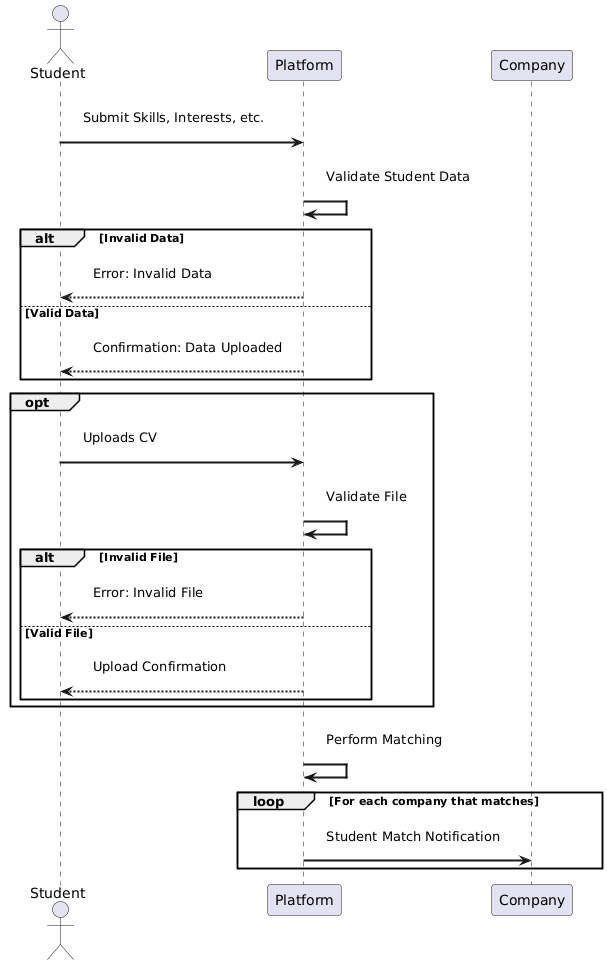 Student
Platform
Company
Submit Skills, Interests, etc.
Validate Student Data
alt [Invalid Data]
Error: Invalid Data
[Valid Data]
Confirmation: Data Uploaded
opt
Uploads CV
Validate File
alt [Invalid File]
Error: Invalid File
[Valid File]
Upload Confirmation
Perform Matching
loop [For each company that matches]
Student Match Notification
Student
Platform
Company